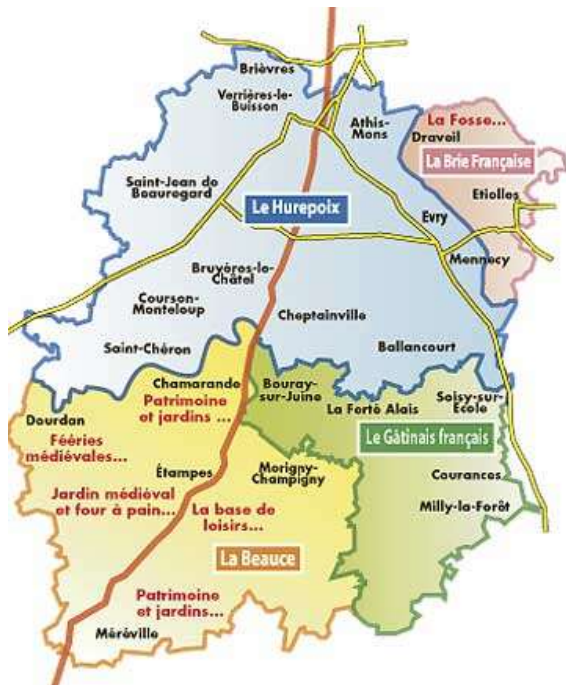 Brièvres
Verrières-le-
Buisson
Athis-
Mons
La Fosse...
Draveil
La Brie Française
Saint-Jean de
Beauregard
Le Hurepoix
Etiolles
Evry
Mennecy
Bruyéros-le-
Châtel
Courson-
Monteloup
Cheptainville
Saint-Chéron
Ballancourt
Chamarande
Patrimoine
et jardins ...
Bouray-
sur-Juine
La Ferté Alais
Soisy-sur-
Ecole
Dourdan
Féeries
médiévales...
Le Gâtinais français
Étampes
Morigny-
Champigny
Courances
Milly-la-Forêt
Jardin médiéval
et four à pain...
La base de
loisirs...
La Beauce
Patrimoine
et jardins...
Méréville